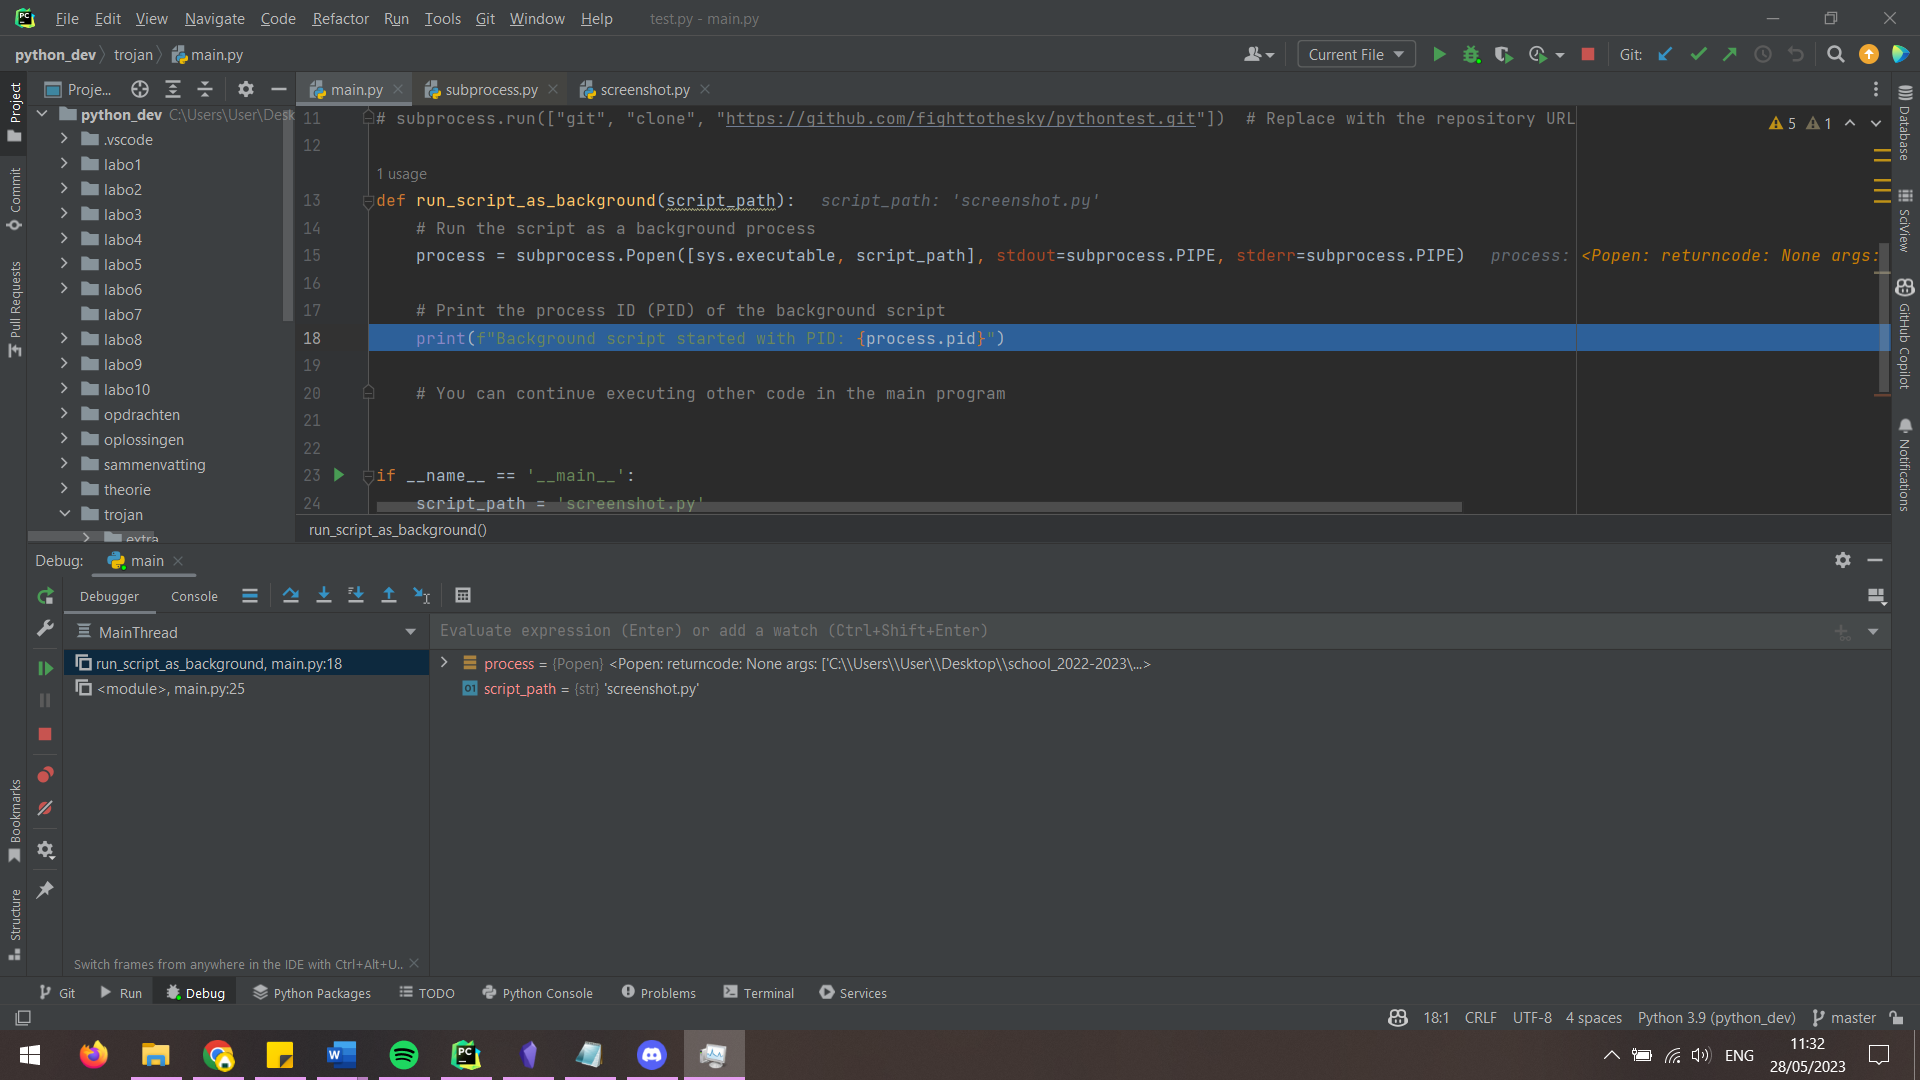 File Edit View Navigate Code Refactor Run Tools Git Window Help test.py - main.py
python_dev trojan main.py Current File Git:
Project
Commit
Pull Requests
Bookmarks
Structure
Proje...
python_dev C:\Users\User\Desk
.vscode
labo1
labo2
labo3
labo4
labo5
labo6
labo7
labo8
labo9
labo10
opdrachten
oplossingen
sammenvatting
theorie
trojan
extra
main.py subprocess.py screenshot.py
5 1
11 # subprocess.run(["git", "clone", "https://github.com/fighttothesky/pythontest.git"]) # Replace with the repository URL
12
1 usage
13 def run_script_as_background(script_path): script_path: 'screenshot.py'
14 # Run the script as a background process
15 process = subprocess.Popen([sys.executable, script_path], stdout=subprocess.PIPE, stderr=subprocess.PIPE) process: <Popen: returncode: None args:
16
17 # Print the process ID (PID) of the background script
18 print(f"Background script started with PID: {process.pid}")
19
20 # You can continue executing other code in the main program
21
22
23 if __name__ == '__main__':
24 script_path = 'screenshot.py'
run_script_as_background()
Database
SciView
GitHub Copilot
Notifications
Debug: main
Debugger Console
MainThread
Evaluate expression (Enter) or add a watch (Ctrl+Shift+Enter)
run_script_as_background, main.py:18
<module>, main.py:25
process = {Popen} <Popen: returncode: None args: ['C:\\Users\\User\\Desktop\\school_2022-2023\...>
01 script_path = {str} 'screenshot.py'
Switch frames from anywhere in the IDE with Ctrl+Alt+U..
Git Run Debug Python Packages TODO Python Console Problems Terminal Services
18:1 CRLF UTF-8 4 spaces Python 3.9 (python_dev) master
ENG
11:32
28/05/2023